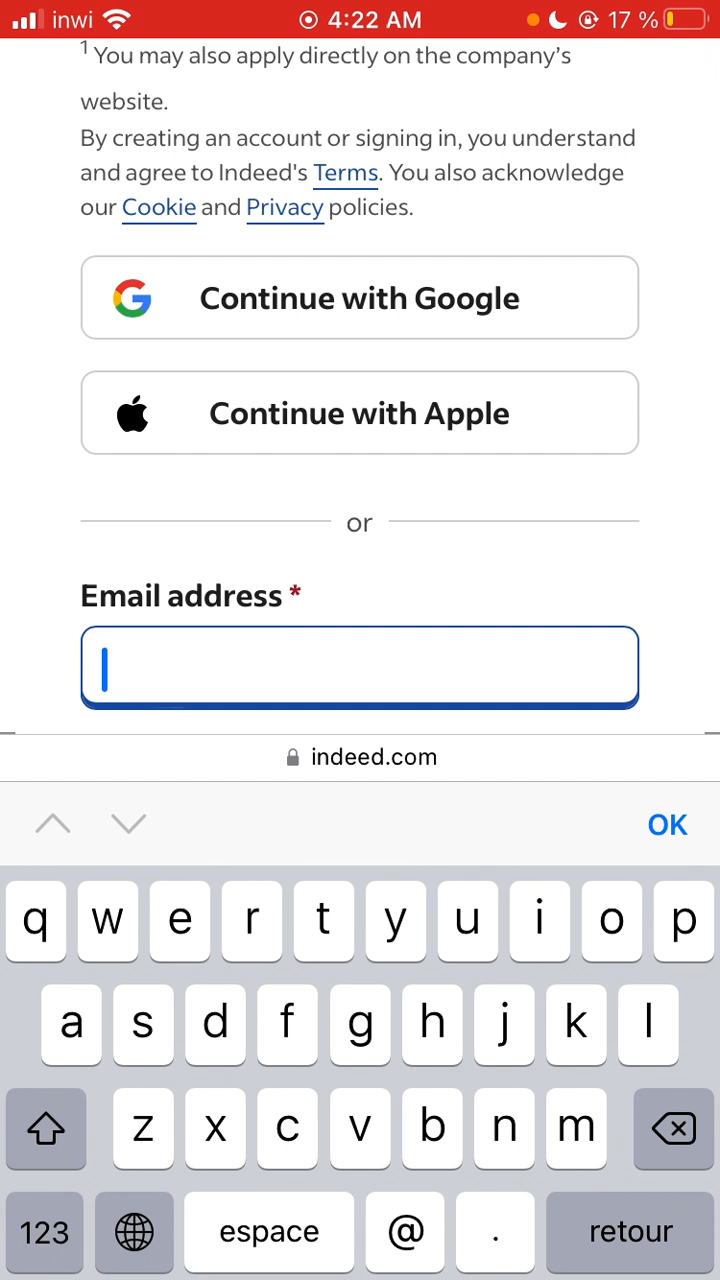 inwi 4:22 AM 17 %
1 You may also apply directly on the company’s
website.
By creating an account or signing in, you understand
and agree to Indeed's Terms. You also acknowledge
our Cookie and Privacy policies.
Continue with Google
Continue with Apple
or
Email address *
indeed.com
OK
q w e r t y u i o p
a s d f g h j k l
z x c v b n m
123 espace @ . retour